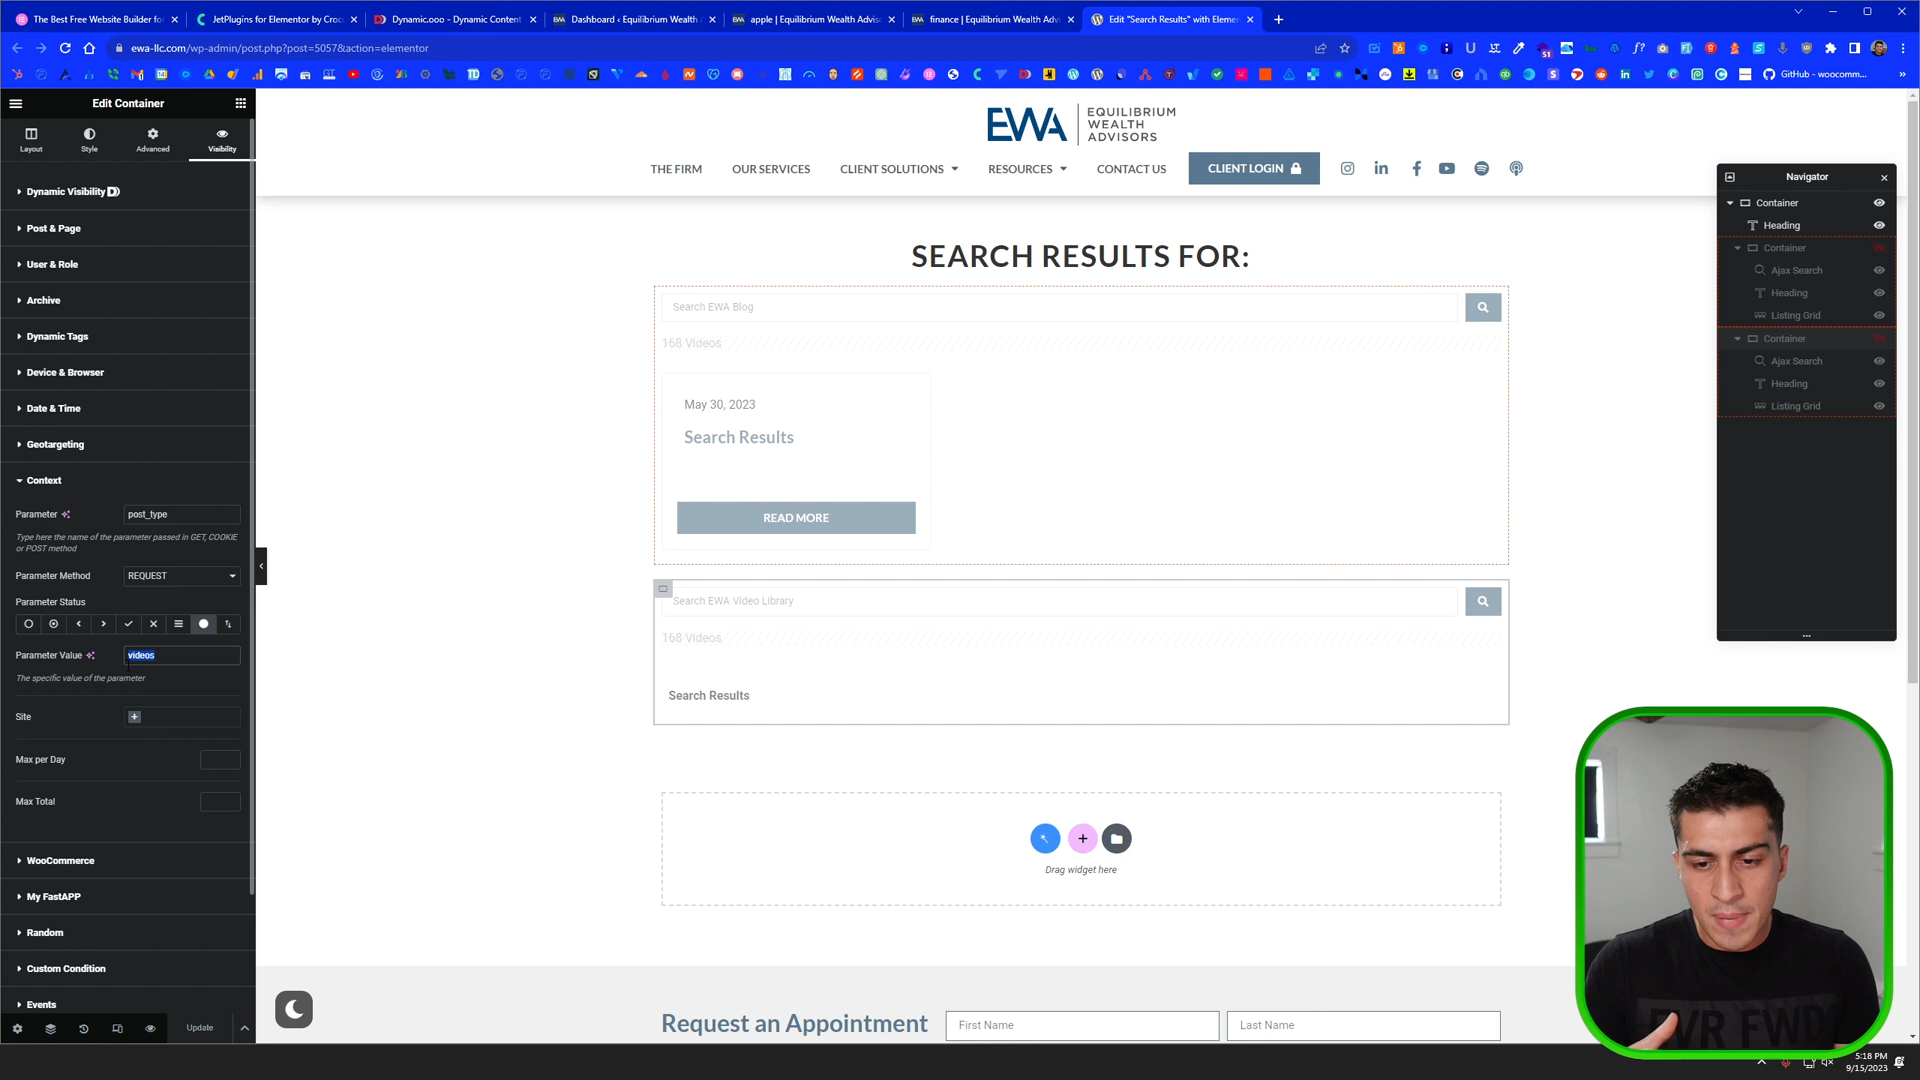 The Best Free Website Builder for
JetPlugins for Elementor by Croc
Dynamic.ooo - Dynamic Content
Dashboard ‹ Equilibrium Wealth
apple | Equilibrium Wealth Advis
finance | Equilibrium Wealth Adv
Edit "Search Results" with Eleme
ewa-llc.com/wp-admin/post.php?post=5057&action=elementor
GitHub - woocomm...
Edit Container
Layout
Style
Advanced
Visibility
Dynamic Visibility
Post & Page
User & Role
Archive
Dynamic Tags
Device & Browser
Date & Time
Geotargeting
Context
Parameter
post_type
Type here the name of the parameter passed in GET, COOKIE
or POST method
Parameter Method
REQUEST
Parameter Status
Parameter Value
videos
The specific value of the parameter
Site
Max per Day
Max Total
WooCommerce
My FastAPP
Random
Custom Condition
Events
Update
EWA
EQUILIBRIUM
WEALTH
ADVISORS
THE FIRM
OUR SERVICES
CLIENT SOLUTIONS
RESOURCES
CONTACT US
CLIENT LOGIN
SEARCH RESULTS FOR:
Search EWA Blog
168 Videos
May 30, 2023
Search Results
READ MORE
Search EWA Video Library
168 Videos
Search Results
Drag widget here
Request an Appointment
First Name
Last Name
Navigator
Container
Heading
Container
Ajax Search
Heading
Listing Grid
Container
Ajax Search
Heading
Listing Grid
EVR FWD
5:18 PM
9/15/2023